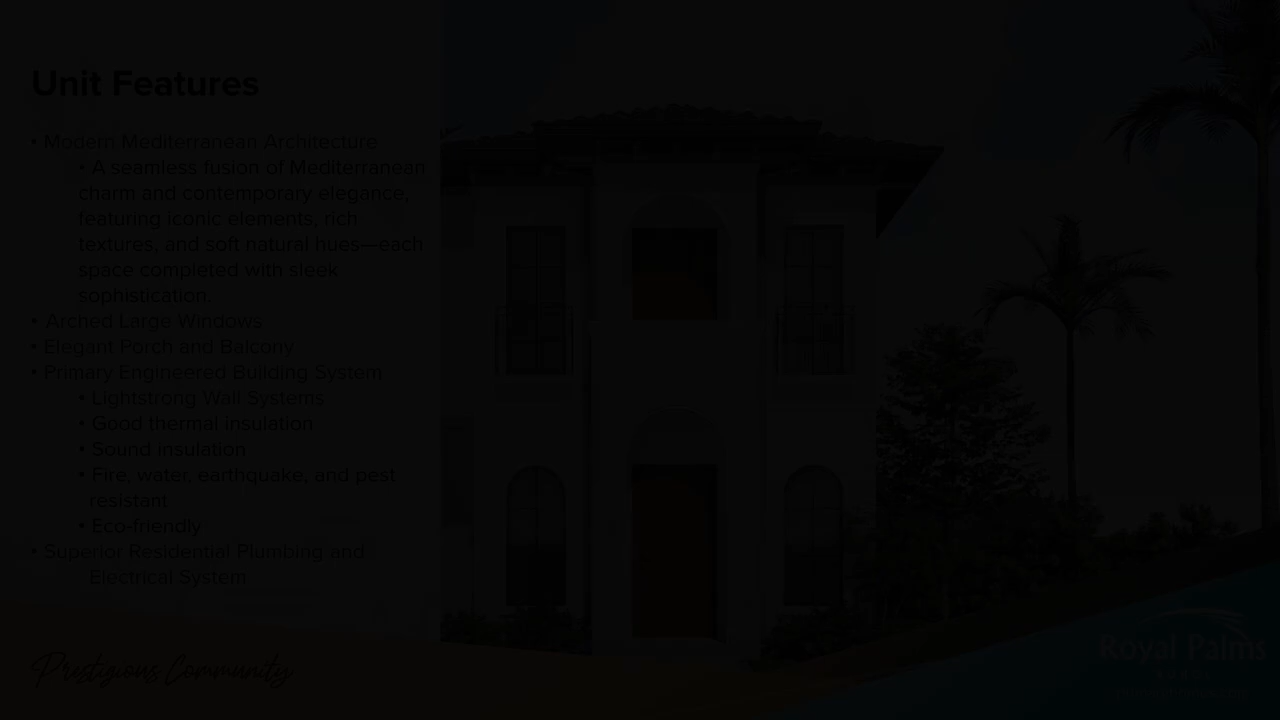 Unit Features
• Modern Mediterranean Architecture
• A seamless fusion of Mediterranean
charm and contemporary elegance,
featuring iconic elements, rich
textures, and soft natural hues—each
space completed with sleek
sophistication.
• Arched Large Windows
• Elegant Porch and Balcony
• Primary Engineered Building System
• Lightstrong Wall Systems
• Good thermal insulation
• Sound insulation
• Fire, water, earthquake, and pest
resistant
• Eco-friendly
• Superior Residential Plumbing and
Electrical System
Prestigious Community
Royal Palms